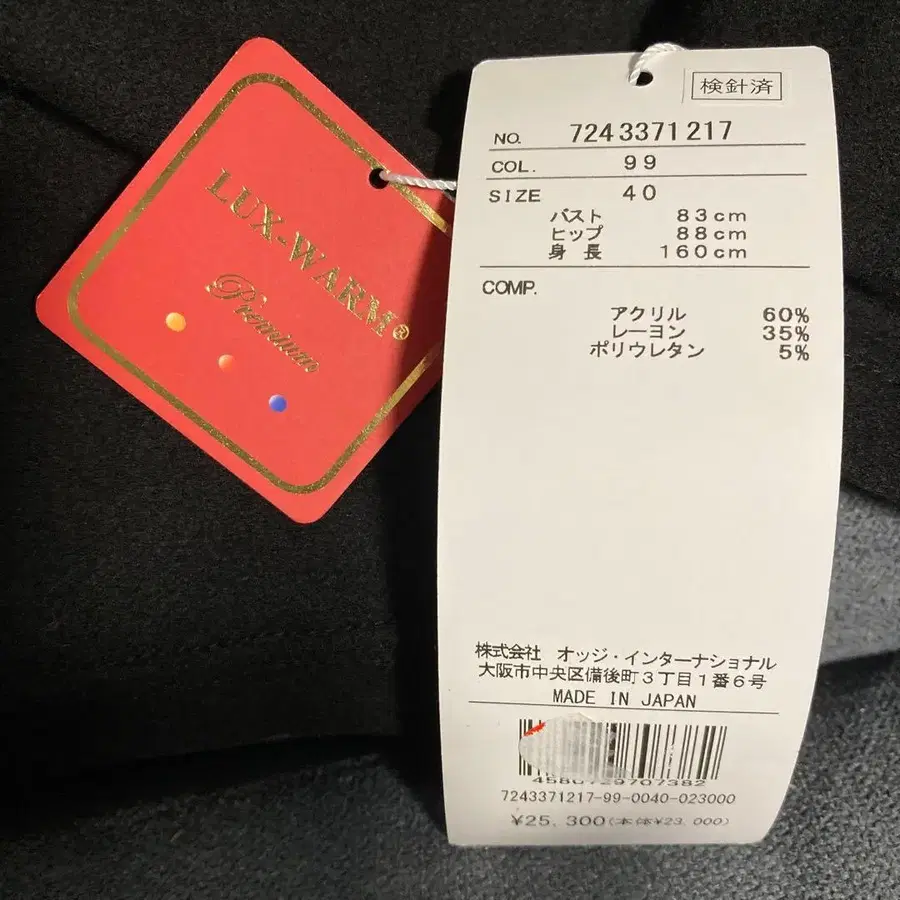 LUX-WARM®
Premium
検針済
NO. 7243371217
COL. 99
SIZE 40
バスト 83cm
ヒップ 88cm
身 長 160cm
COMP.
アクリル 60%
レーヨン 35%
ポリウレタン 5%
株式会社 オッジ・インターナショナル
大阪市中央区備後町3丁目1番6号
MADE IN JAPAN
7243371217-99-0040-023000
¥25,300(本体¥23,000)